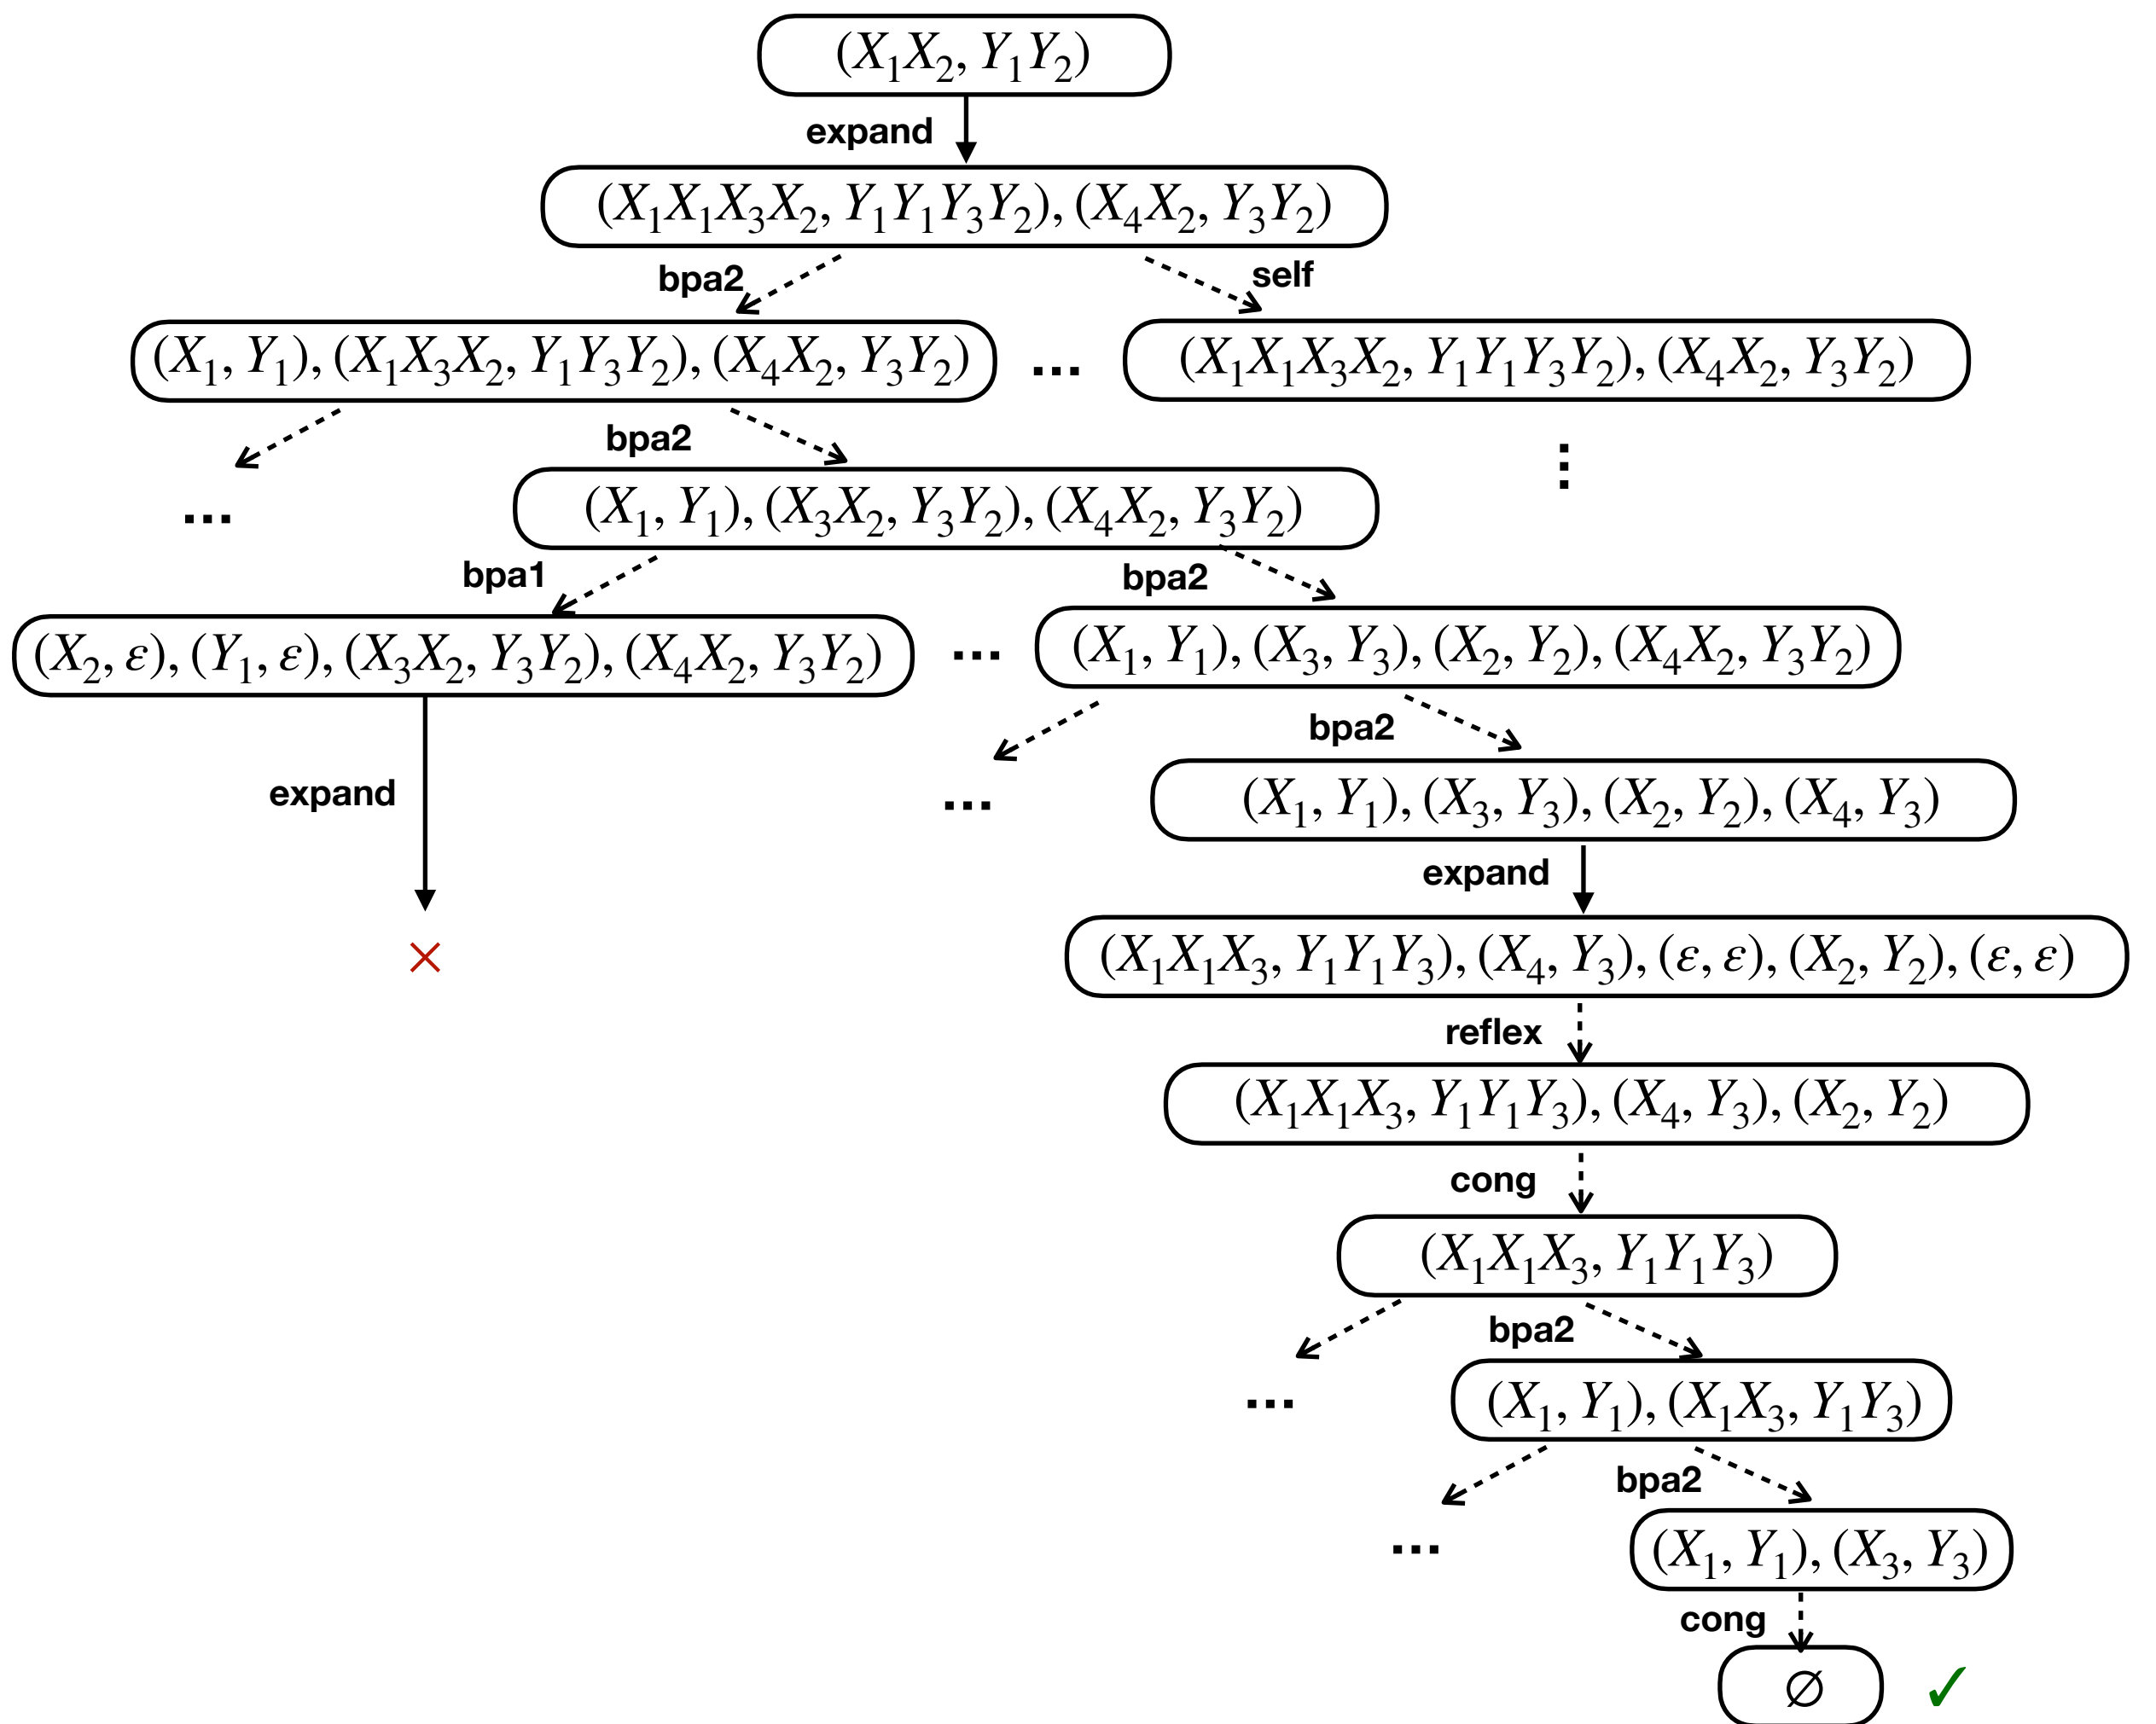 (X₁X₂, Y₁Y₂)
expand
(X₁X₁X₃X₂, Y₁Y₁Y₃Y₂), (X₄X₂, Y₃Y₂)
bpa2 self
(X₁, Y₁), (X₁X₃X₂, Y₁Y₃Y₂), (X₄X₂, Y₃Y₂) ... (X₁X₁X₃X₂, Y₁Y₁Y₃Y₂), (X₄X₂, Y₃Y₂)
bpa2 ⋮
... (X₁, Y₁), (X₃X₂, Y₃Y₂), (X₄X₂, Y₃Y₂)
bpa1 bpa2
(X₂, ε), (Y₁, ε), (X₃X₂, Y₃Y₂), (X₄X₂, Y₃Y₂) ... (X₁, Y₁), (X₃, Y₃), (X₂, Y₂), (X₄X₂, Y₃Y₂)
bpa2
expand ... (X₁, Y₁), (X₃, Y₃), (X₂, Y₂), (X₄, Y₃)
expand
× (X₁X₁X₃, Y₁Y₁Y₃), (X₄, Y₃), (ε, ε), (X₂, Y₂), (ε, ε)
reflex
(X₁X₁X₃, Y₁Y₁Y₃), (X₄, Y₃), (X₂, Y₂)
cong
(X₁X₁X₃, Y₁Y₁Y₃)
bpa2
... (X₁, Y₁), (X₁X₃, Y₁Y₃)
bpa2
... (X₁, Y₁), (X₃, Y₃)
cong
∅ ✓